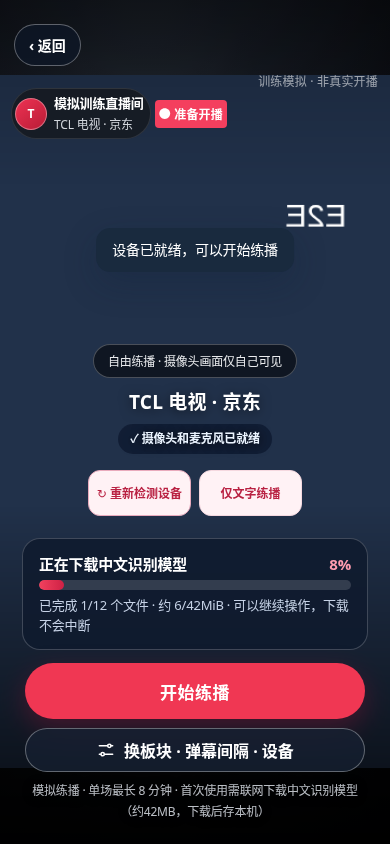 ‹ 返回
训练模拟 · 非真实开播
T
模拟训练直播间
TCL 电视 · 京东
准备开播
E2E
设备已就绪，可以开始练播
自由练播 · 摄像头画面仅自己可见
TCL 电视 · 京东
✓ 摄像头和麦克风已就绪
↻ 重新检测设备
仅文字练播
正在下载中文识别模型
8%
已完成 1/12 个文件 · 约 6/42MiB · 可以继续操作，下载
不会中断
开始练播
换板块 · 弹幕间隔 · 设备
模拟练播 · 单场最长 8 分钟 · 首次使用需联网下载中文识别模型
（约42MB，下载后存本机）